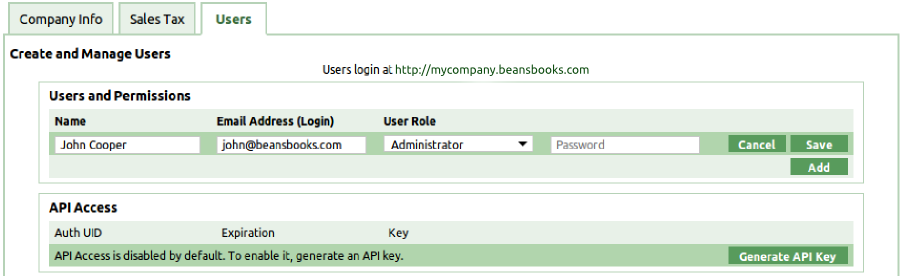 Company Info Sales Tax Users
Create and Manage Users
Users login at http://mycompany.beansbooks.com
Users and Permissions
Name Email Address (Login) User Role
John Cooper john@beansbooks.com Administrator Password Cancel Save
Add
API Access
Auth UID Expiration Key
API Access is disabled by default. To enable it, generate an API key. Generate API Key